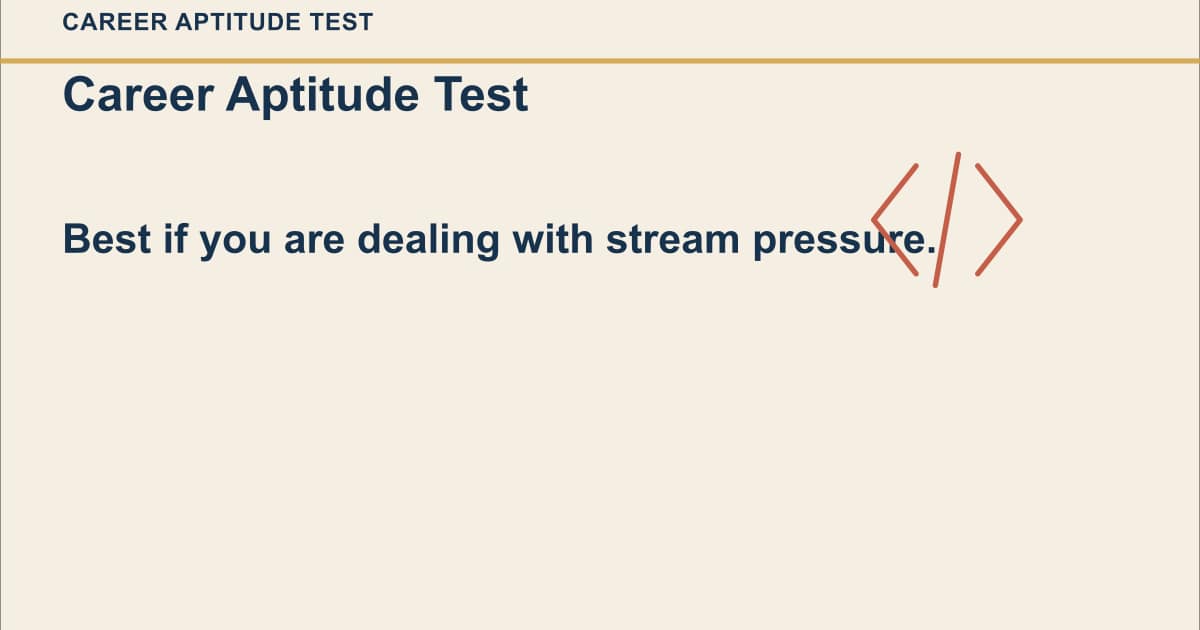 CAREER APTITUDE TEST
Career Aptitude Test
Best if you are dealing with stream pressure.